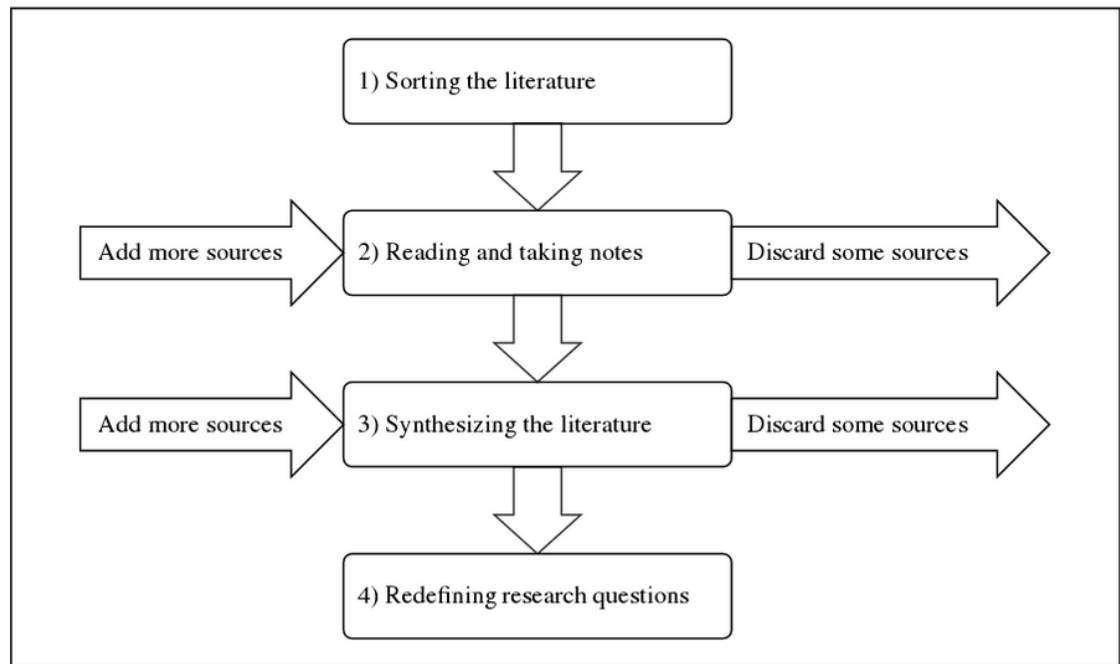 1) Sorting the literature
Add more sources
2) Reading and taking notes
Discard some sources
Add more sources
3) Synthesizing the literature
Discard some sources
4) Redefining research questions